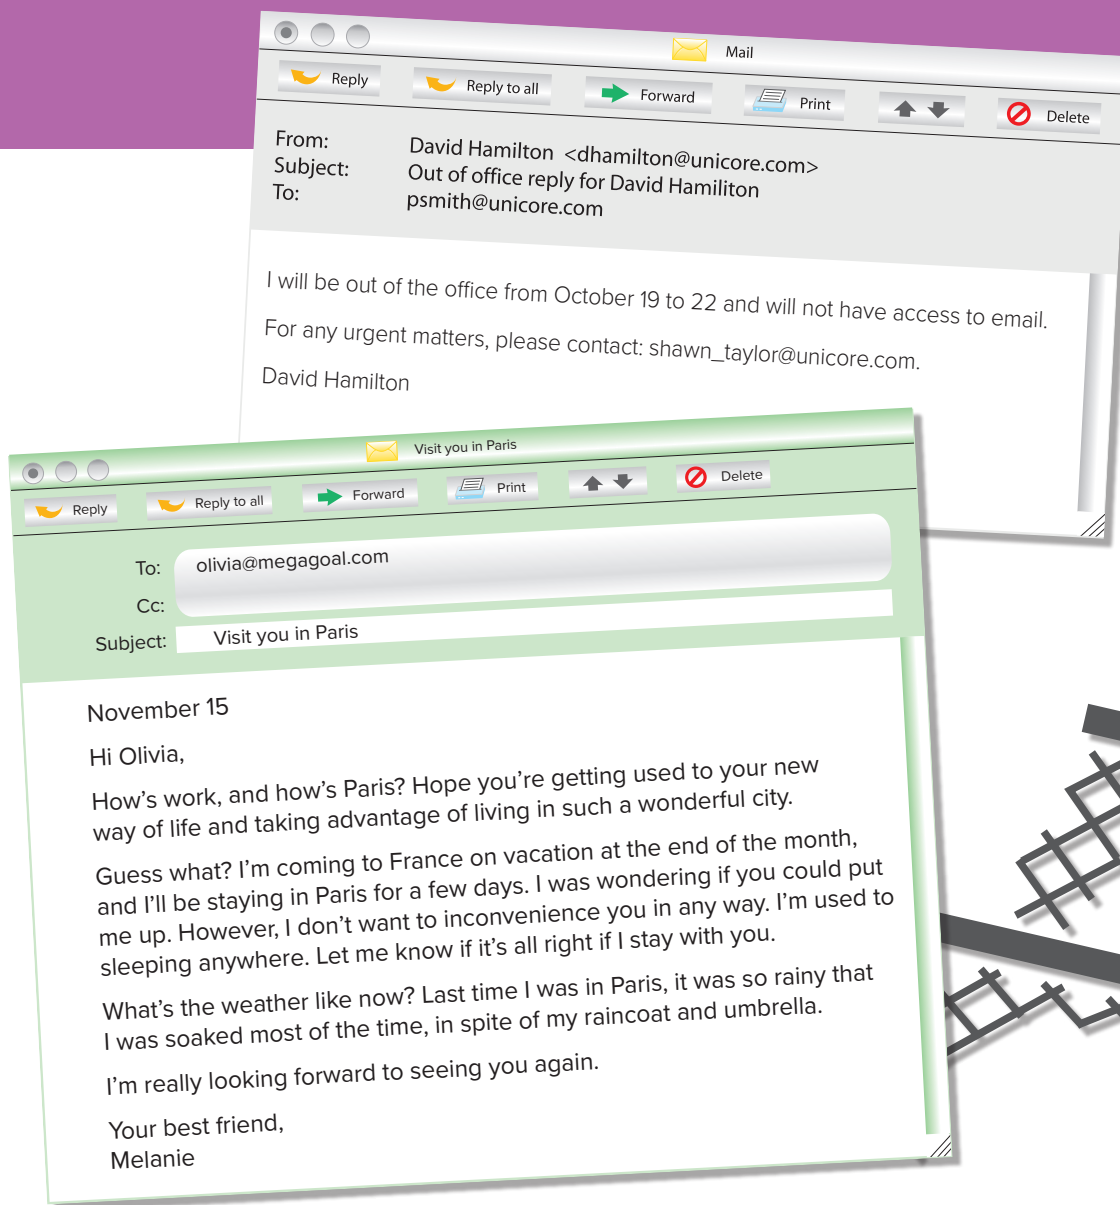 Mail
Reply
Reply to all
Forward
Print
Delete
From: David Hamilton <dhamilton@unicore.com>
Subject: Out of office reply for David Hamiliton
To: psmith@unicore.com
I will be out of the office from October 19 to 22 and will not have access to email.
For any urgent matters, please contact: shawn_taylor@unicore.com.
David Hamilton
Visit you in Paris
Reply
Reply to all
Forward
Print
Delete
To: olivia@megagoal.com
Cc:
Subject: Visit you in Paris
November 15
Hi Olivia,
How's work, and how's Paris? Hope you're getting used to your new
way of life and taking advantage of living in such a wonderful city.
Guess what? I'm coming to France on vacation at the end of the month,
and I'll be staying in Paris for a few days. I was wondering if you could put
me up. However, I don't want to inconvenience you in any way. I'm used to
sleeping anywhere. Let me know if it's all right if I stay with you.
What's the weather like now? Last time I was in Paris, it was so rainy that
I was soaked most of the time, in spite of my raincoat and umbrella.
I'm really looking forward to seeing you again.
Your best friend,
Melanie